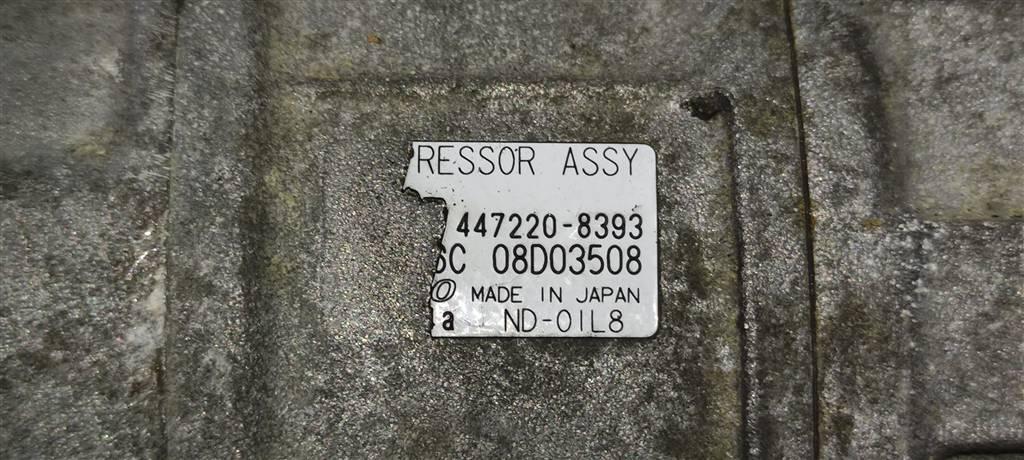 RESSOR ASSY
447220-8393
SC 08D03508
MADE IN JAPAN
a ND-OIL8